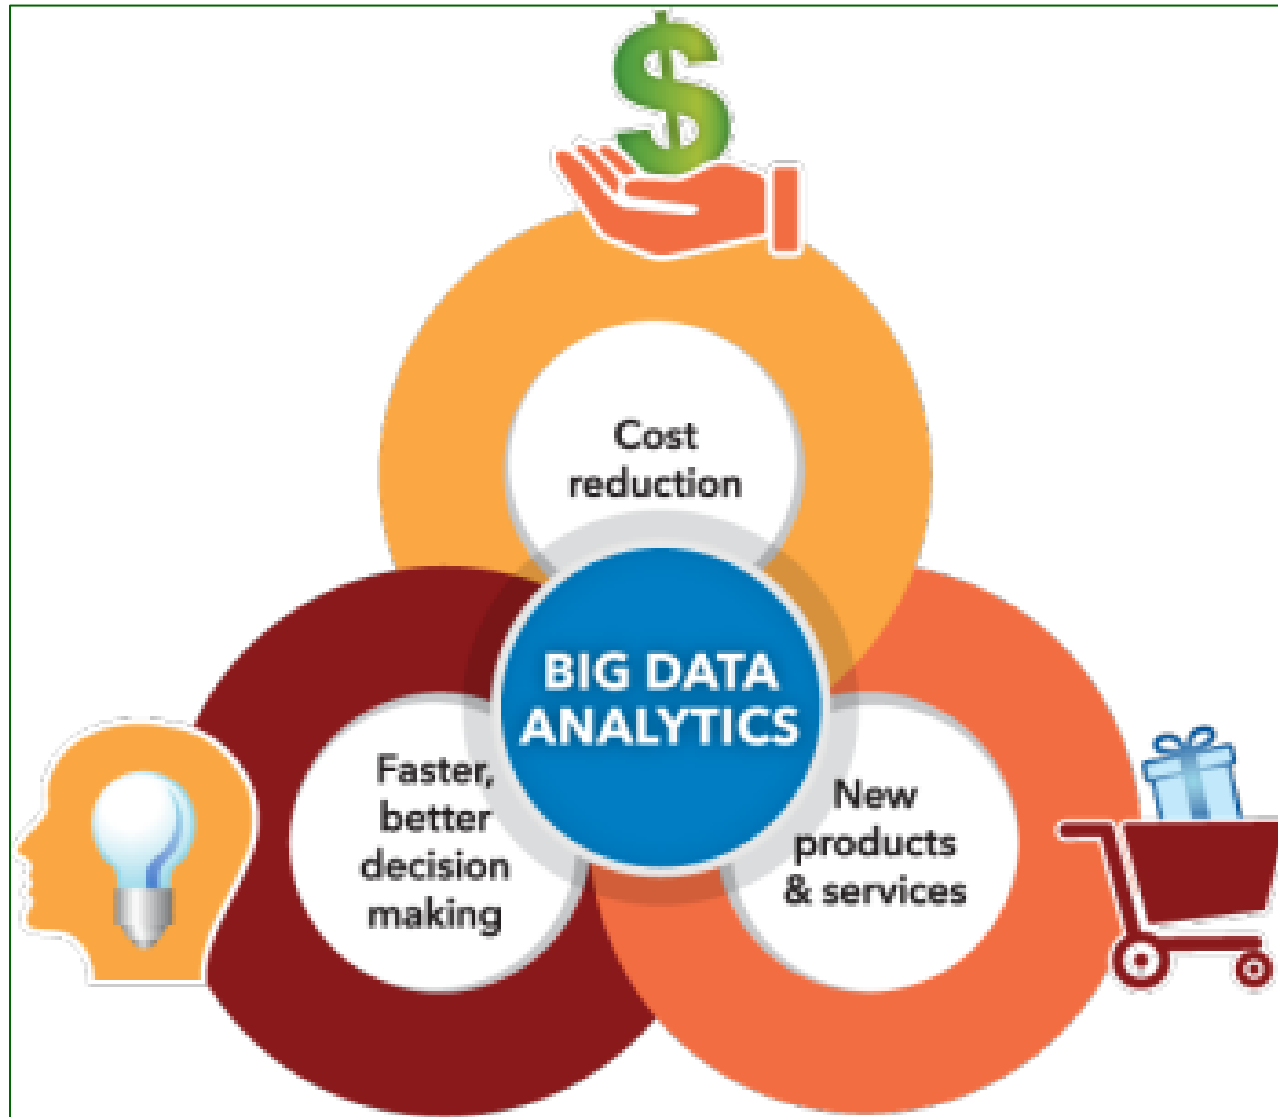 $
Cost
reduction
BIG DATA
ANALYTICS
Faster,
better
decision
making
New
products
& services